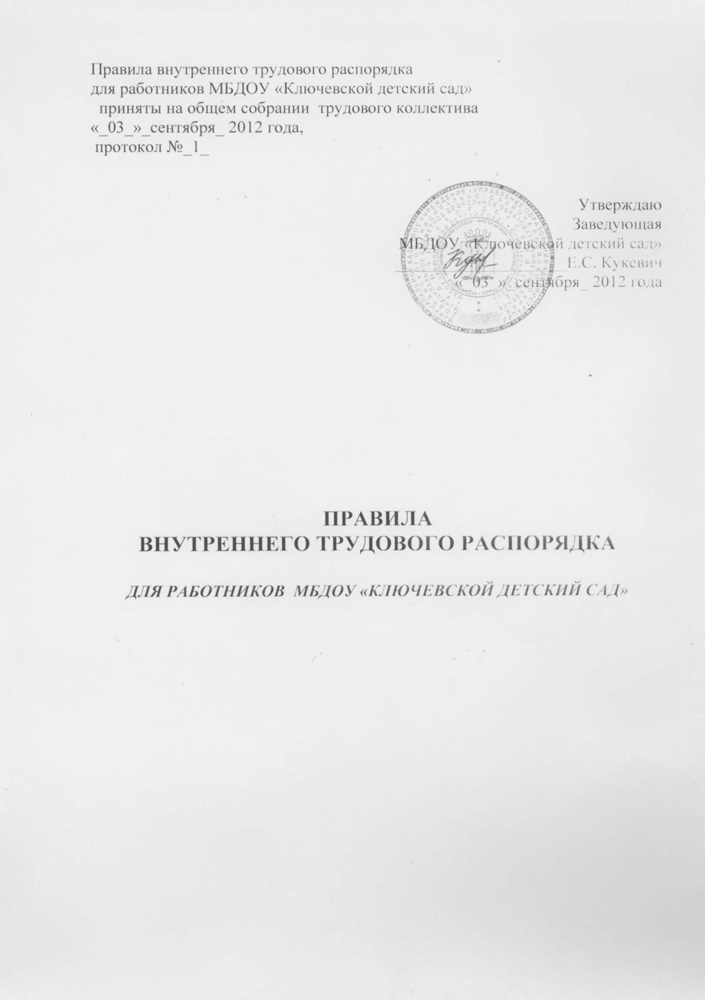 Правила внутреннего трудового распорядка
для работников МБДОУ «Ключевской детский сад»
приняты на общем собрании трудового коллектива
«_03_»_сентября_ 2012 года,
протокол №_1_
Утверждаю
Заведующая
МБДОУ «Ключевской детский сад»
Е.С. Кукевич
«_03_»_сентября_ 2012 года
ПРАВИЛА
ВНУТРЕННЕГО ТРУДОВОГО РАСПОРЯДКА
ДЛЯ РАБОТНИКОВ МБДОУ «КЛЮЧЕВСКОЙ ДЕТСКИЙ САД»